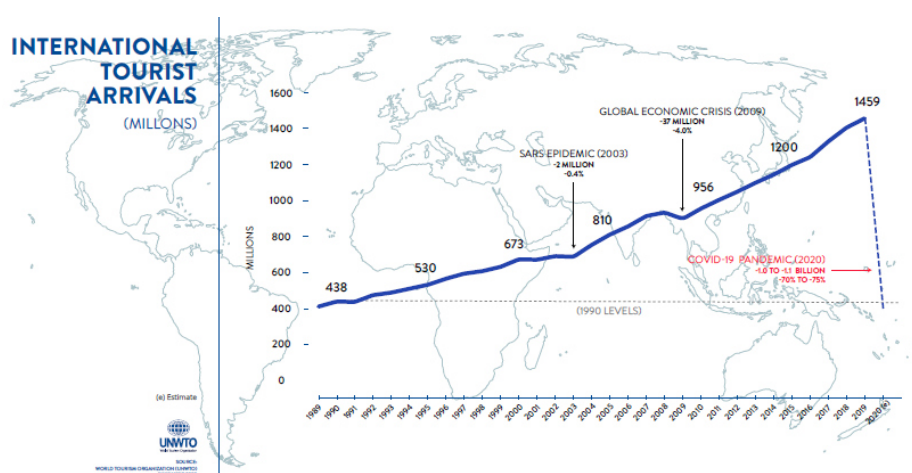 INTERNATIONAL
TOURIST
ARRIVALS
(MILLONS)
MILLIONS
1600
1400
1200
1000
800
600
400
200
0
438
530
673
810
956
1200
1459
SARS EPIDEMIC (2003)
-2 MILLION
-0.4%
GLOBAL ECONOMIC CRISIS (2009)
-37 MILLION
-4.0%
COVID-19 PANDEMIC (2020)
-1.0 TO -1.1 BILLION
-70% TO -75%
(1990 LEVELS)
1989
1990
1991
1992
1993
1994
1995
1996
1997
1998
1999
2000
2001
2002
2003
2004
2005
2006
2007
2008
2009
2010
2011
2012
2013
2014
2015
2016
2017
2018
2019
2020(e)
(e) Estimate
UNWTO
World Tourism Organization
SOURCE:
WORLD TOURISM ORGANIZATION (UNWTO)